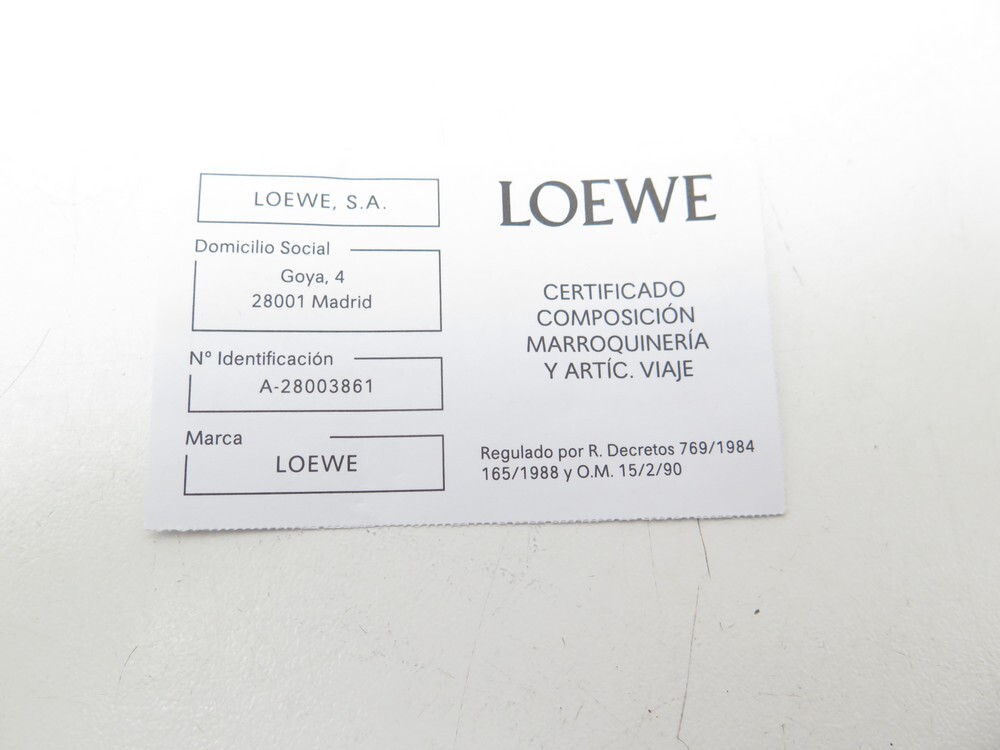 LOEWE, S.A.
Domicilio Social
Goya, 4
28001 Madrid
Nº Identificación
A-28003861
Marca
LOEWE
LOEWE
CERTIFICADO
COMPOSICIÓN
MARROQUINERÍA
Y ARTÍC. VIAJE
Regulado por R. Decretos 769/1984
165/1988 y O.M. 15/2/90